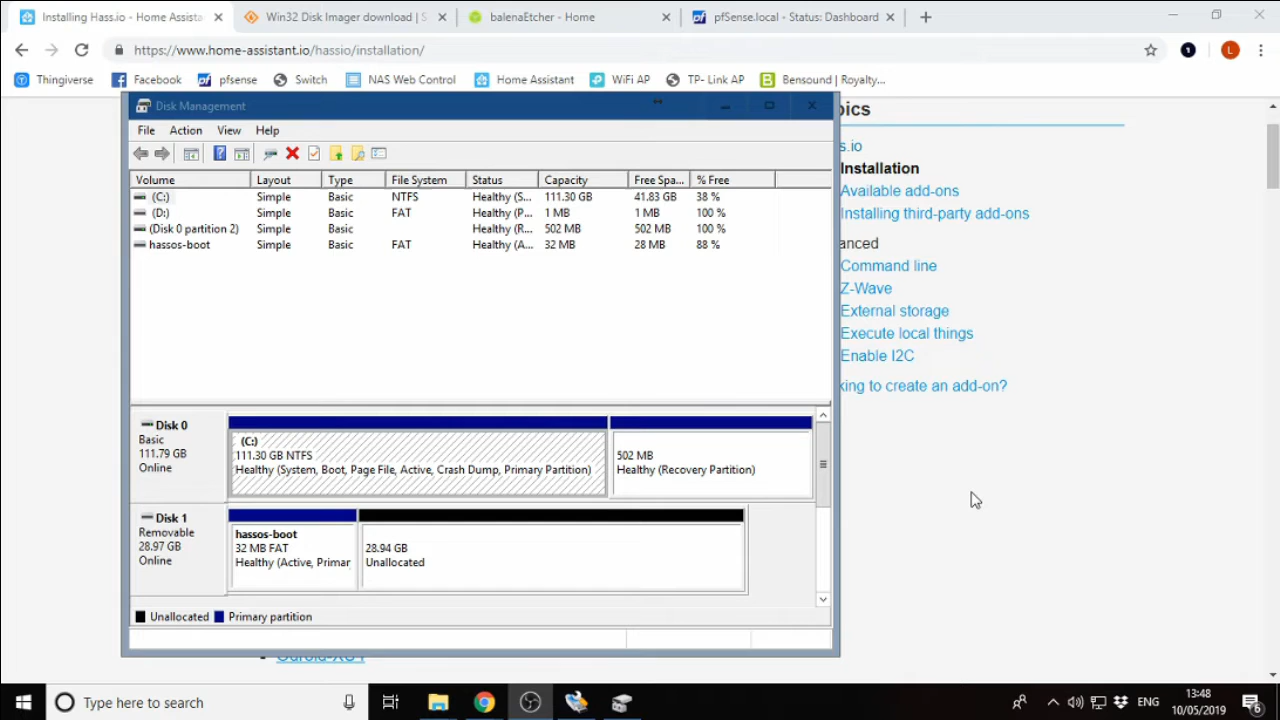 Installing Hass.io - Home Assista
Win32 Disk Imager download | S
balenaEtcher - Home
pfSense.local - Status: Dashboard
https://www.home-assistant.io/hassio/installation/
1
L
Thingiverse
Facebook
pfsense
Switch
NAS Web Control
Home Assistant
WiFi AP
TP- Link AP
Bensound | Royalty...
Disk Management
File Action View Help
Volume Layout Type File System Status Capacity Free Spa... % Free
(C:) Simple Basic NTFS Healthy (S... 111.30 GB 41.83 GB 38 %
(D:) Simple Basic FAT Healthy (P... 1 MB 1 MB 100 %
(Disk 0 partition 2) Simple Basic Healthy (R... 502 MB 502 MB 100 %
hassos-boot Simple Basic FAT Healthy (A... 32 MB 28 MB 88 %
Disk 0
Basic
111.79 GB
Online
(C:)
111.30 GB NTFS
Healthy (System, Boot, Page File, Active, Crash Dump, Primary Partition)
502 MB
Healthy (Recovery Partition)
Disk 1
Removable
28.97 GB
Online
hassos-boot
32 MB FAT
Healthy (Active, Primar
28.94 GB
Unallocated
Unallocated Primary partition
pics
s.io
Installation
Available add-ons
Installing third-party add-ons
anced
Command line
Z-Wave
External storage
Execute local things
Enable I2C
king to create an add-on?
Type here to search
ENG
13:48
10/05/2019
6